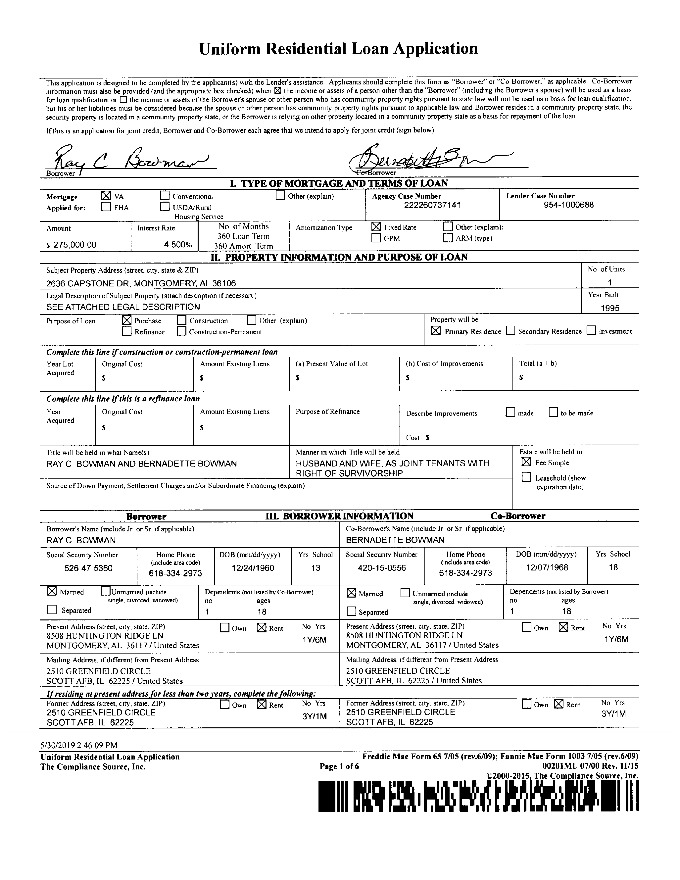 Uniform Residential Loan Application
This application is designed to be completed by the applicant(s) with the Lender's assistance. Applicants should complete this form as "Borrower" or "Co-Borrower," as applicable. Co-Borrower
information must also be provided (and the appropriate box checked) when ☒ the income or assets of a person other than the "Borrower" (including the Borrower's spouse) will be used as a basis
for loan qualification or ☐ the income or assets of the Borrower's spouse or other person who has community property rights pursuant to state law will not be used as a basis for loan qualification,
but his or her liabilities must be considered because the spouse or other person has community property rights pursuant to applicable law and Borrower resides in a community property state, the
security property is located in a community property state, or the Borrower is relying on other property located in a community property state as a basis for repayment of the loan.
If this is an application for joint credit, Borrower and Co-Borrower each agree that we intend to apply for joint credit (sign below)
Ray C Bowman
Borrower Co-Borrower
I. TYPE OF MORTGAGE AND TERMS OF LOAN
Mortgage ☒ VA ☐ Conventional ☐ Other (explain) Agency Case Number Lender Case Number
Applied for: ☐ FHA ☐ USDA/Rural 222260737141 954-1000688
Housing Service
Amount Interest Rate No. of Months Amortization Type ☒ Fixed Rate ☐ Other (explain):
360 Loan Term ☐ GPM ☐ ARM (type)
$ 275,000.00 4.500% 360 Amort Term
II. PROPERTY INFORMATION AND PURPOSE OF LOAN
Subject Property Address (street, city, state & ZIP) No. of Units
2636 CAPSTONE DR, MONTGOMERY, AL 36106 1
Legal Description of Subject Property (attach description if necessary) Year Built
SEE ATTACHED LEGAL DESCRIPTION 1995
Purpose of Loan ☒ Purchase ☐ Construction ☐ Other (explain) Property will be
☐ Refinance ☐ Construction-Permanent ☒ Primary Residence ☐ Secondary Residence ☐ Investment
Complete this line if construction or construction-permanent loan
Year Lot Original Cost Amount Existing Liens (a) Present Value of Lot (b) Cost of Improvements Total (a + b)
Acquired $ $ $ $ $
Complete this line if this is a refinance loan
Year Original Cost Amount Existing Liens Purpose of Refinance Describe Improvements ☐ made ☐ to be made
Acquired
$ $ Cost $
Title will be held in what Name(s) Manner in which Title will be held Estate will be held in
RAY C BOWMAN AND BERNADETTE BOWMAN HUSBAND AND WIFE, AS JOINT TENANTS WITH ☒ Fee Simple
RIGHT OF SURVIVORSHIP
Source of Down Payment, Settlement Charges and/or Subordinate Financing (explain) ☐ Leasehold (show
expiration date)
Borrower III. BORROWER INFORMATION Co-Borrower
Borrower's Name (include Jr. or Sr. if applicable) Co-Borrower's Name (include Jr. or Sr. if applicable)
RAY C. BOWMAN BERNADETTE BOWMAN
Social Security Number Home Phone DOB (mm/dd/yyyy) Yrs School Social Security Number Home Phone DOB (mm/dd/yyyy) Yrs School
(include area code) (include area code)
526 47 5350 618-334 2973 12/24/1960 13 420-15-0556 618-334-2973 12/07/1968 18
☒ Married ☐ Unmarried (include Dependents (not listed by Co-Borrower) ☒ Married ☐ Unmarried (include Dependents (not listed by Borrower)
single, divorced, widowed) no ages single, divorced, widowed) no ages
☐ Separated 1 18 ☐ Separated 1 18
Present Address (street, city, state, ZIP) ☐ Own ☒ Rent No Yrs Present Address (street, city, state, ZIP) ☐ Own ☒ Rent No Yrs
8508 HUNTINGTON RIDGE LN 1Y/6M 8508 HUNTINGTON RIDGE LN 1Y/6M
MONTGOMERY, AL 36117 / United States MONTGOMERY, AL 36117 / United States
Mailing Address, if different from Present Address Mailing Address if different from Present Address
2510 GREENFIELD CIRCLE 2510 GREENFIELD CIRCLE
SCOTT AFB, IL 62225 / United States SCOTT AFB, IL 62225 / United States
If residing at present address for less than two years, complete the following:
Former Address (street, city, state, ZIP) ☐ Own ☒ Rent No Yrs Former Address (street, city, state, ZIP) ☐ Own ☒ Rent No Yrs
2510 GREENFIELD CIRCLE 3Y/1M 2510 GREENFIELD CIRCLE 3Y/1M
SCOTT AFB, IL 62225 SCOTT AFB, IL 62225
5/30/2019 2 46 09 PM
Uniform Residential Loan Application Freddie Mac Form 65 7/05 (rev.6/09); Fannie Mae Form 1003 7/05 (rev.6/09)
The Compliance Source, Inc. Page 1 of 6 00201ML 07/00 Rev. 11/15
©2000-2015, The Compliance Source, Inc.